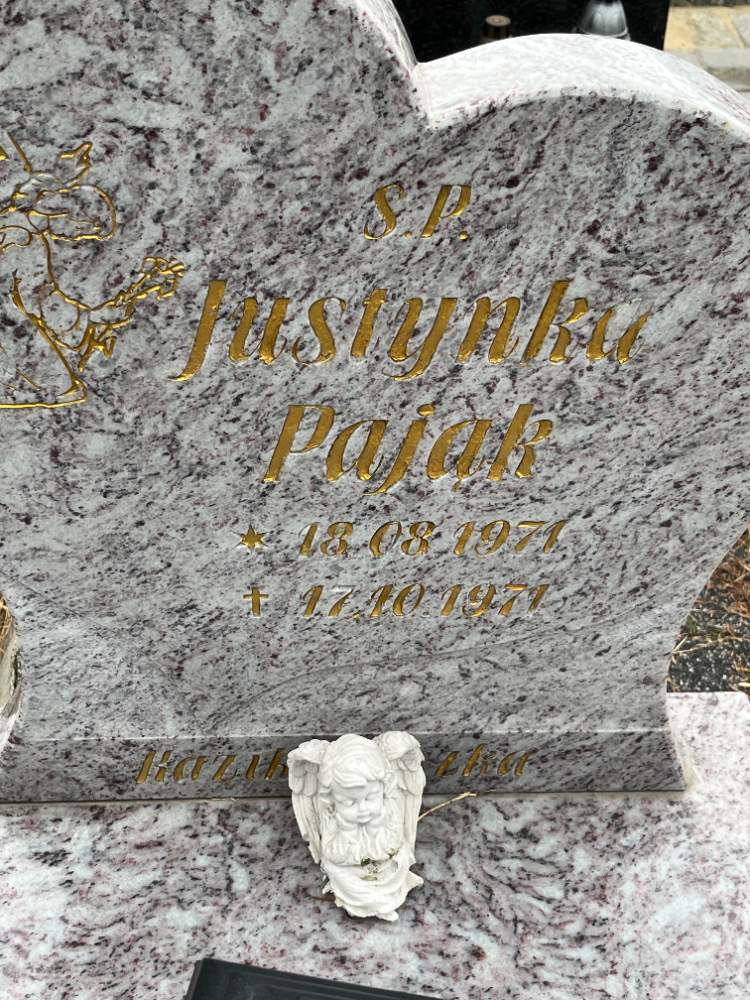 Ś.P.
Justynka
Pająk
* 18.08.1971
✝ 17.10.1971